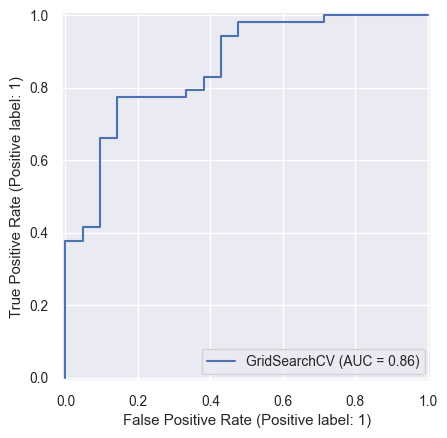 1.0
0.8
0.6
0.4
0.2
0.0
True Positive Rate (Positive label: 1)
GridSearchCV (AUC = 0.86)
0.0 0.2 0.4 0.6 0.8 1.0
False Positive Rate (Positive label: 1)